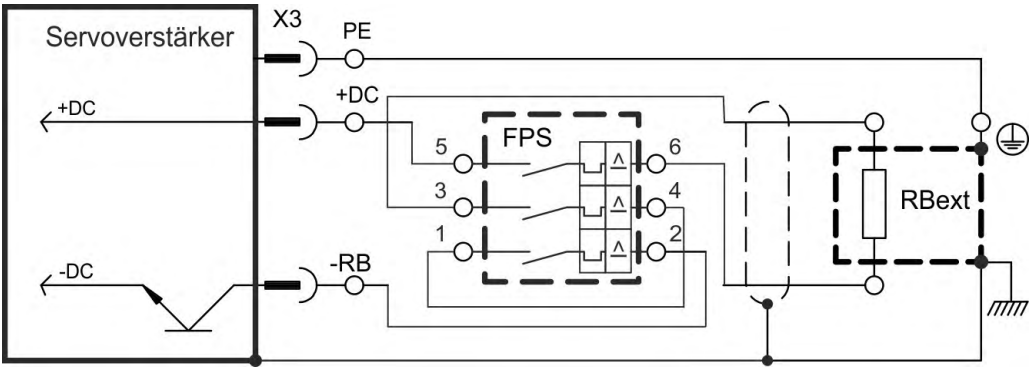 Servoverstärker
X3
PE
+DC
+DC
5
FPS
6
3
4
1
2
RBext
-DC
-RB